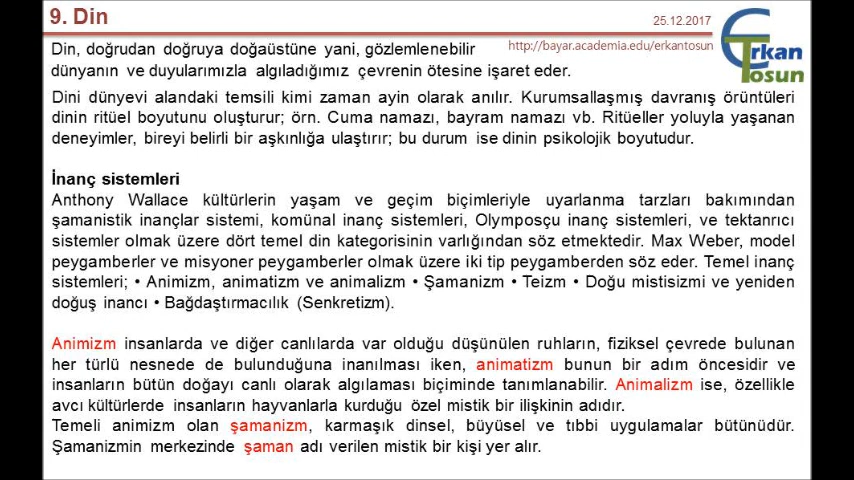 9. Din
25.12.2017
Erkan
Tosun
Din, doğrudan doğruya doğaüstüne yani, gözlemlenebilir
http://bayar.academia.edu/erkantosun
dünyanın ve duyularımızla algıladığımız çevrenin ötesine işaret eder.
Dini dünyevi alandaki temsili kimi zaman ayin olarak anılır. Kurumsallaşmış davranış örüntüleri
dinin ritüel boyutunu oluşturur; örn. Cuma namazı, bayram namazı vb. Ritüeller yoluyla yaşanan
deneyimler, bireyi belirli bir aşkınlığa ulaştırır; bu durum ise dinin psikolojik boyutudur.
İnanç sistemleri
Anthony Wallace kültürlerin yaşam ve geçim biçimleriyle uyarlanma tarzları bakımından
şamanistik inançlar sistemi, komünal inanç sistemleri, Olymposçu inanç sistemleri, ve tektanrıcı
sistemler olmak üzere dört temel din kategorisinin varlığından söz etmektedir. Max Weber, model
peygamberler ve misyoner peygamberler olmak üzere iki tip peygamberden söz eder. Temel inanç
sistemleri; • Animizm, animatizm ve animalizm • Şamanizm • Teizm • Doğu mistisizmi ve yeniden
doğuş inancı • Bağdaştırmacılık (Senkretizm).
Animizm insanlarda ve diğer canlılarda var olduğu düşünülen ruhların, fiziksel çevrede bulunan
her türlü nesnede de bulunduğuna inanılması iken, animatizm bunun bir adım öncesidir ve
insanların bütün doğayı canlı olarak algılaması biçiminde tanımlanabilir. Animalizm ise, özellikle
avcı kültürlerde insanların hayvanlarla kurduğu özel mistik bir ilişkinin adıdır.
Temeli animizm olan şamanizm, karmaşık dinsel, büyüsel ve tıbbi uygulamalar bütünüdür.
Şamanizmin merkezinde şaman adı verilen mistik bir kişi yer alır.